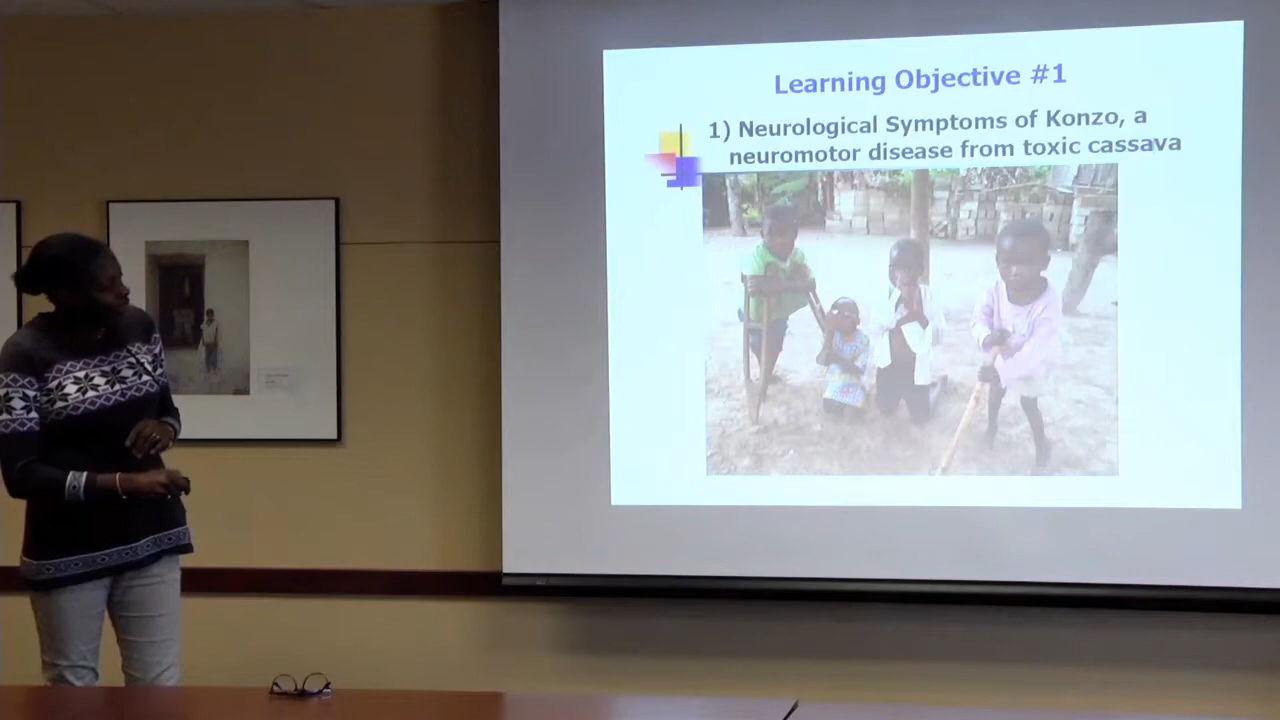 Learning Objective #1
1) Neurological Symptoms of Konzo, a
neuromotor disease from toxic cassava